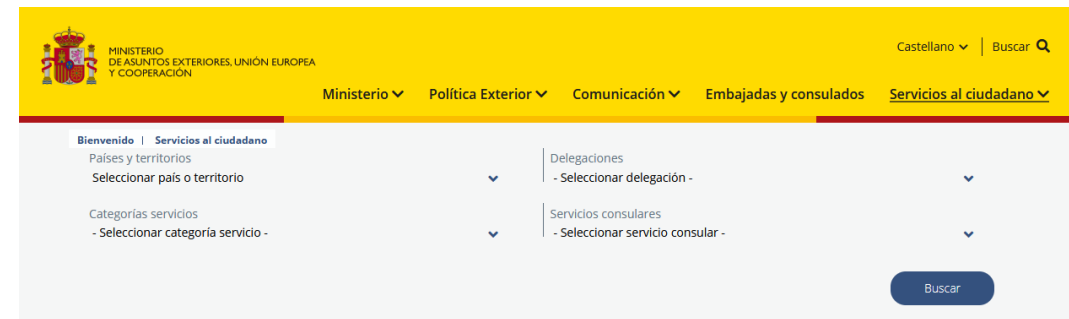 MINISTERIO
DE ASUNTOS EXTERIORES, UNIÓN EUROPEA
Y COOPERACIÓN
Castellano
Buscar
Ministerio
Política Exterior
Comunicación
Embajadas y consulados
Servicios al ciudadano
Bienvenido | Servicios al ciudadano
Países y territorios
Seleccionar país o territorio
Delegaciones
- Seleccionar delegación -
Categorías servicios
- Seleccionar categoría servicio -
Servicios consulares
- Seleccionar servicio consular -
Buscar